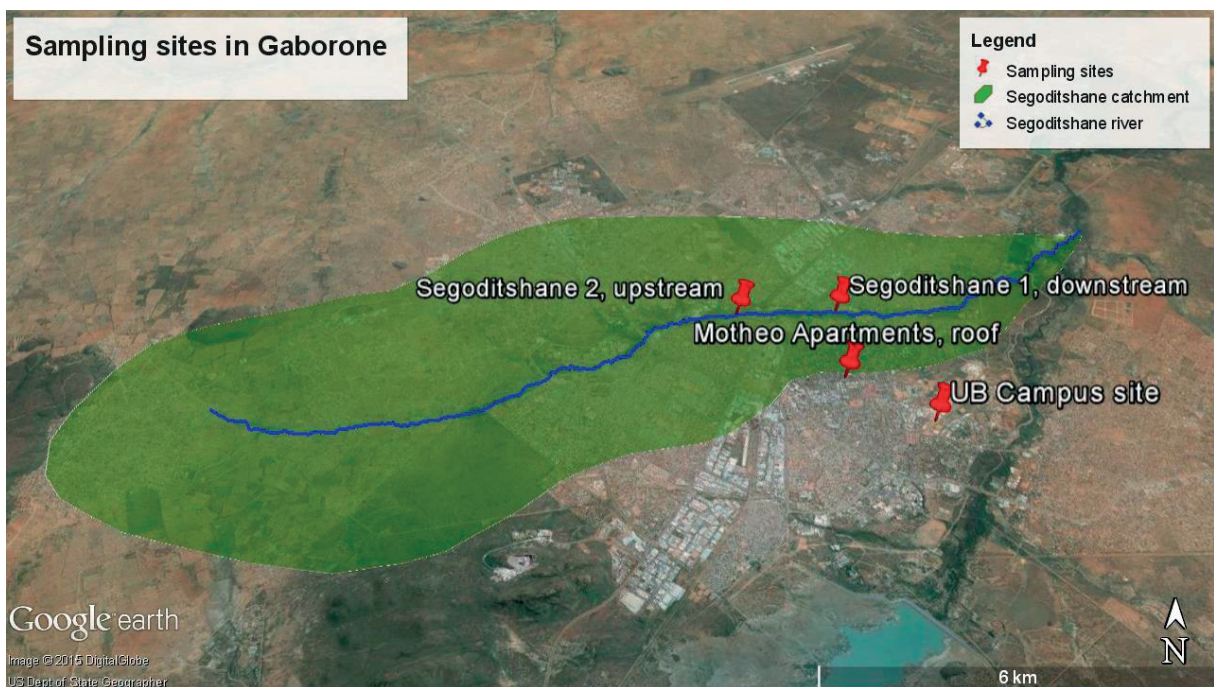 Sampling sites in Gaborone
Legend
Sampling sites
Segoditshane catchment
Segoditshane river
Segoditshane 2, upstream
Segoditshane 1, downstream
Motheo Apartments, roof
UB Campus site
Google earth
Image © 2015 DigitalGlobe
US Dept of State Geographer
N
6 km